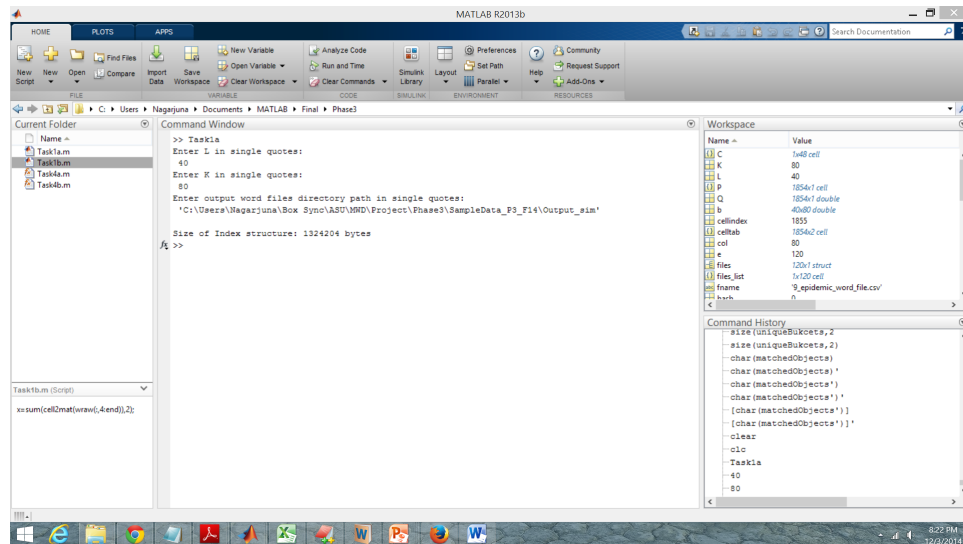 MATLAB R2013b
HOME PLOTS APPS
Search Documentation
New Script
New
Open
Find Files
Compare
Import Data
Save Workspace
New Variable
Open Variable
Clear Workspace
Analyze Code
Run and Time
Clear Commands
Simulink Library
Layout
Preferences
Set Path
Parallel
Help
Community
Request Support
Add-Ons
FILE VARIABLE CODE SIMULINK ENVIRONMENT RESOURCES
C: Users Nagarjuna Documents MATLAB Final Phase3
Current Folder
Name
Task1a.m
Task1b.m
Task4a.m
Task4b.m
Task1b.m (Script)
x=sum(cell2mat(wraw(:,4:end)),2);
Command Window
>> Task1a
Enter L in single quotes:
40
Enter K in single quotes:
80
Enter output word files directory path in single quotes:
'C:\Users\Nagarjuna\Box Sync\ASU\MWD\Project\Phase3\SampleData_P3_F14\Output_sim'
Size of Index structure: 1324204 bytes
fx >>
Workspace
Name Value
C 1x48 cell
K 80
L 40
P 1854x1 cell
Q 1854x1 double
b 40x80 double
cellindex 1855
celltab 1854x2 cell
col 80
e 120
files 120x1 struct
files_list 1x120 cell
fname '9_epidemic_word_file.csv'
hash 0
Command History
size(uniqueBukcets,2
size(uniqueBukcets,2)
char(matchedObjects)
char(matchedObjects)'
char(matchedObjects')
char(matchedObjects')'
[char(matchedObjects')]
[char(matchedObjects')]'
clear
clc
Task1a
40
80
8:22 PM
12/3/2014